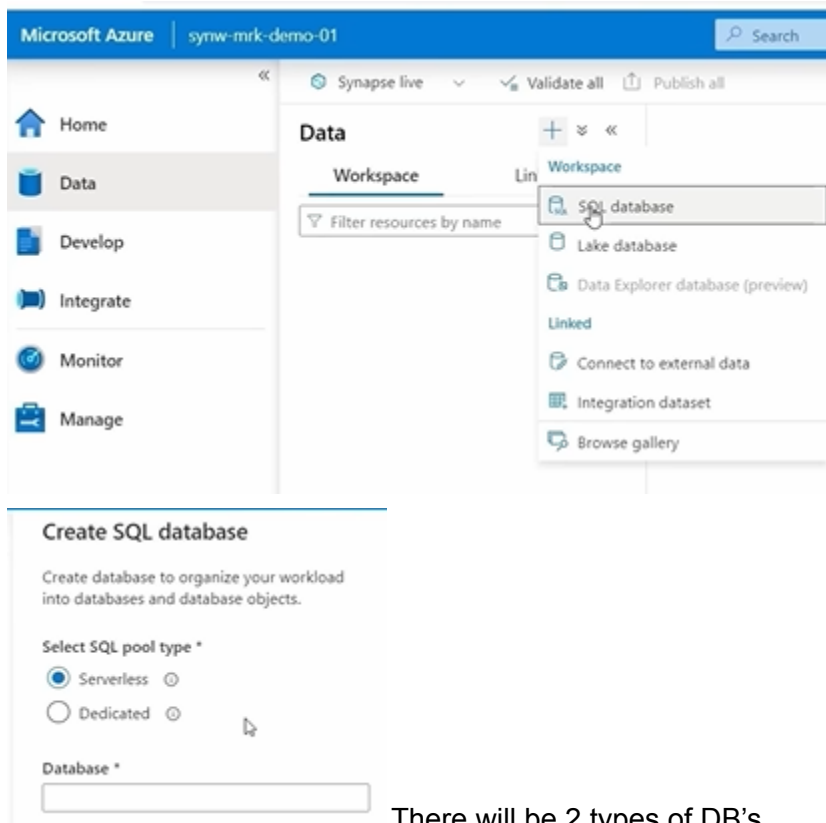 Microsoft Azure synw-mrk-demo-01 Search
Synapse live Validate all Publish all
Home
Data
Develop
Integrate
Monitor
Manage
Data
Workspace Lin
Filter resources by name
Workspace
SQL database
Lake database
Data Explorer database (preview)
Linked
Connect to external data
Integration dataset
Browse gallery
Create SQL database
Create database to organize your workload
into databases and database objects.
Select SQL pool type *
Serverless
Dedicated
Database *
There will be 2 types of DB's